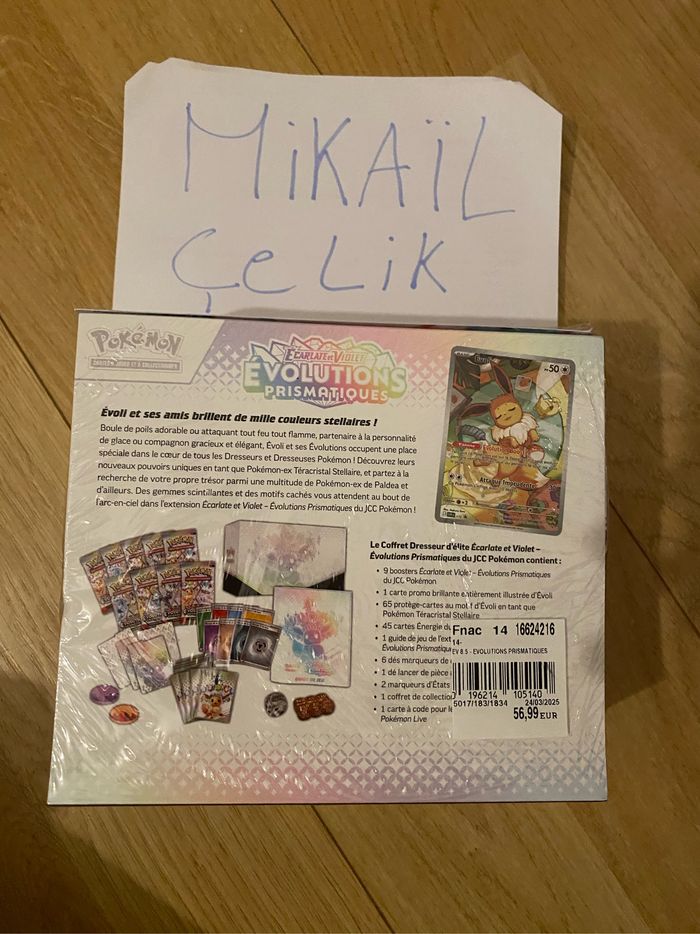 MiKAÏL
ÇeLiK
POKÉMON
ÉCARLATE et VIOLET
ÉVOLUTIONS
PRISMATIQUES
Évoli
PV 50
Évoli et ses amis brillent de mille couleurs stellaires !
Boule de poils adorable ou attaquant tout feu tout flamme, partenaire à la personnalité
de glace ou compagnon gracieux et élégant, Évoli et ses Évolutions occupent une place
spéciale dans le cœur de tous les Dresseurs et Dresseuses Pokémon ! Découvrez leurs
nouveaux pouvoirs uniques en tant que Pokémon-ex Téracristal Stellaire, et partez à la
recherche de votre propre trésor parmi une multitude de Pokémon-ex de Paldea et
d'ailleurs. Des gemmes scintillantes et des motifs cachés vous attendent au bout de
l'arc-en-ciel dans l'extension Écarlate et Violet – Évolutions Prismatiques du JCC Pokémon !
Le Coffret Dresseur d'élite Écarlate et Violet –
Évolutions Prismatiques du JCC Pokémon contient :
• 9 boosters Écarlate et Violet – Évolutions Prismatiques
du JCC Pokémon
• 1 carte promo brillante entièrement illustrée d'Évoli
• 65 protège-cartes au motif d'Évoli en tant que
Pokémon Téracristal Stellaire
• 45 cartes Énergie du
• 1 guide de jeu de l'ext
Évolutions Prismatiqu
• 6 dés marqueurs de
• 1 dé de lancer de pièce
• 2 marqueurs d'États
• 1 coffret de collection
• 1 carte à code pour le
Pokémon Live
Fnac 14 16624216
14-
EV 8.5 - EVOLUTIONS PRISMATIQUES
196214 105140
5017/183/1834 24/03/2025
56,99 EUR